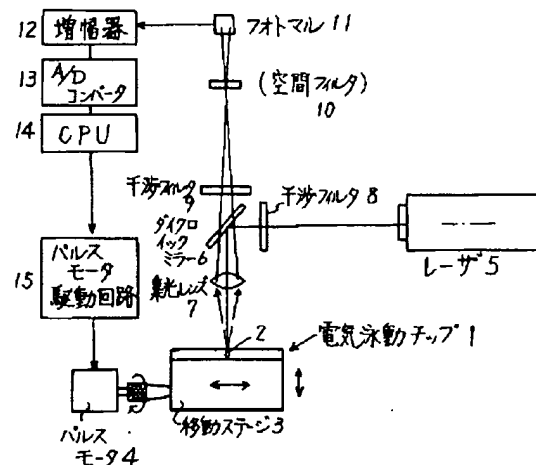 12
増幅器
フォトマル 11
13
A/D
コンバータ
(空間フィルタ)
10
14
CPU
干渉フィルタ
9
干渉フィルタ 8
ダイクロ
イック
ミラー6
レーザ 5
15
パルス
モータ
駆動回路
集光レンズ
7
2
電気泳動チップ 1
パルス
モータ4
移動ステージ3